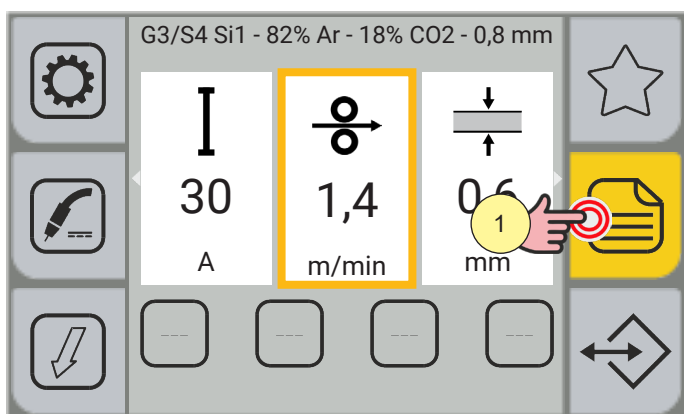 G3/S4 Si1 - 82% Ar - 18% CO2 - 0,8 mm
I
30
A
1,4
m/min
0,6
mm
1
---
---
---
---